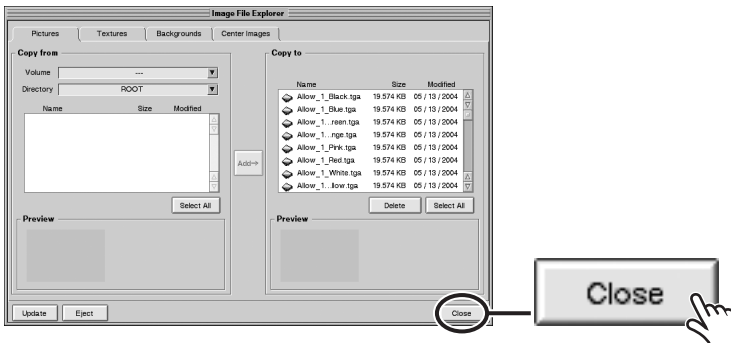 Image File Explorer
Pictures Textures Backgrounds Center Images
Copy from
Volume ---
Directory ROOT
Name Size Modified
Select All
Preview
Add→
Copy to
Name Size Modified
Allow_1_Black.tga 19.574 KB 05 / 13 / 2004
Allow_1_Blue.tga 19.574 KB 05 / 13 / 2004
Allow_1...reen.tga 19.574 KB 05 / 13 / 2004
Allow_1...nge.tga 19.574 KB 05 / 13 / 2004
Allow_1_Pink.tga 19.574 KB 05 / 13 / 2004
Allow_1_Red.tga 19.574 KB 05 / 13 / 2004
Allow_1_White.tga 19.574 KB 05 / 13 / 2004
Allow_1...llow.tga 19.574 KB 05 / 13 / 2004
Delete Select All
Preview
Update Eject Close
Close